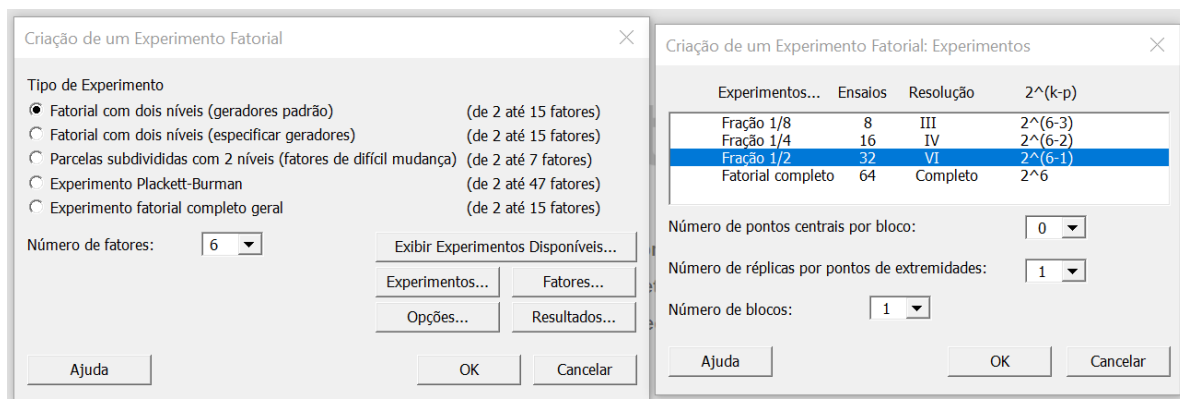 Criação de um Experimento Fatorial
Tipo de Experimento
Fatorial com dois níveis (geradores padrão) (de 2 até 15 fatores)
Fatorial com dois níveis (especificar geradores) (de 2 até 15 fatores)
Parcelas subdivididas com 2 níveis (fatores de difícil mudança) (de 2 até 7 fatores)
Experimento Plackett-Burman (de 2 até 47 fatores)
Experimento fatorial completo geral (de 2 até 15 fatores)
Número de fatores: 6 Exibir Experimentos Disponíveis...
Experimentos... Fatores...
Opções... Resultados...
Ajuda OK Cancelar
Criação de um Experimento Fatorial: Experimentos
Experimentos... Ensaios Resolução 2^(k-p)
Fração 1/8 8 III 2^(6-3)
Fração 1/4 16 IV 2^(6-2)
Fração 1/2 32 VI 2^(6-1)
Fatorial completo 64 Completo 2^6
Número de pontos centrais por bloco: 0
Número de réplicas por pontos de extremidades: 1
Número de blocos: 1
Ajuda OK Cancelar